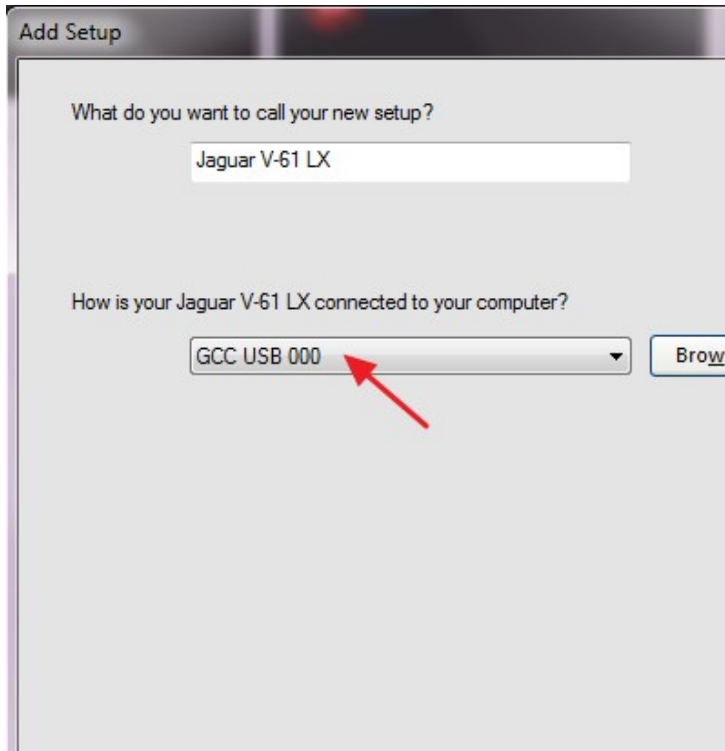 Add Setup
What do you want to call your new setup?
Jaguar V-61 LX
How is your Jaguar V-61 LX connected to your computer?
GCC USB 000
Brow